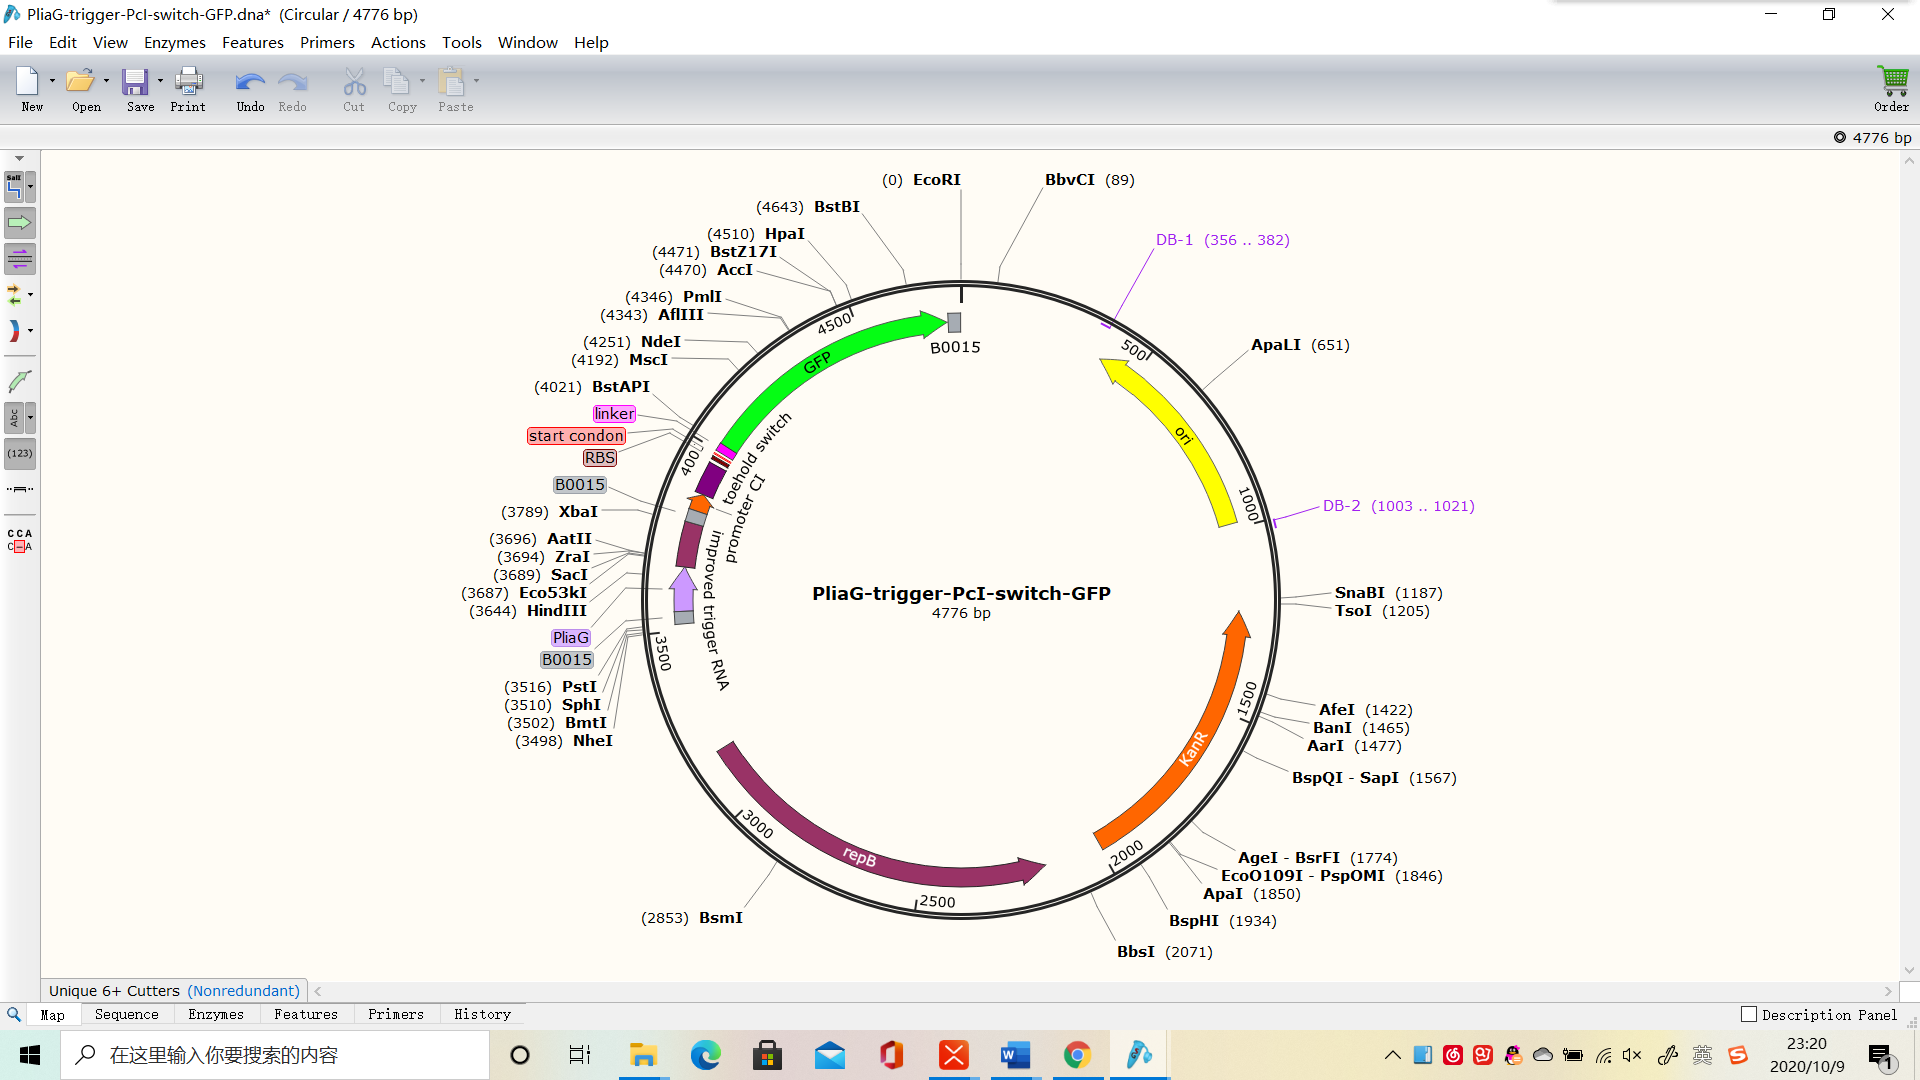 PliaG-trigger-PcI-switch-GFP.dna*  (Circular / 4776 bp)
File Edit View Enzymes Features Primers Actions Tools Window Help
New Open Save Print Undo Redo Cut Copy Paste Order
4776 bp
SalI
Abc
(123)
CCA
C–A
(0) EcoRI
BbvCI (89)
(4643) BstBI
(4510) HpaI
(4471) BstZ17I
(4470) AccI
(4346) PmlI
(4343) AflIII
(4251) NdeI
(4192) MscI
(4021) BstAPI
linker
start condon
RBS
B0015
(3789) XbaI
(3696) AatII
(3694) ZraI
(3689) SacI
(3687) Eco53kI
(3644) HindIII
PliaG
B0015
(3516) PstI
(3510) SphI
(3502) BmtI
(3498) NheI
(2853) BsmI
DB-1 (356 .. 382)
ApaLI (651)
DB-2 (1003 .. 1021)
SnaBI (1187)
TsoI (1205)
AfeI (1422)
BanI (1465)
AarI (1477)
BspQI - SapI (1567)
AgeI - BsrFI (1774)
EcoO109I - PspOMI (1846)
ApaI (1850)
BspHI (1934)
BbsI (2071)
500
1000
1500
2000
2500
3000
3500
400
4500
GFP
B0015
ori
KanR
repB
toehold switch
promoter CI
improved trigger RNA
PliaG-trigger-PcI-switch-GFP
4776 bp
Unique 6+ Cutters (Nonredundant)
Map Sequence Enzymes Features Primers History
Description Panel
在这里输入你要搜索的内容
英
23:20
2020/10/9
1